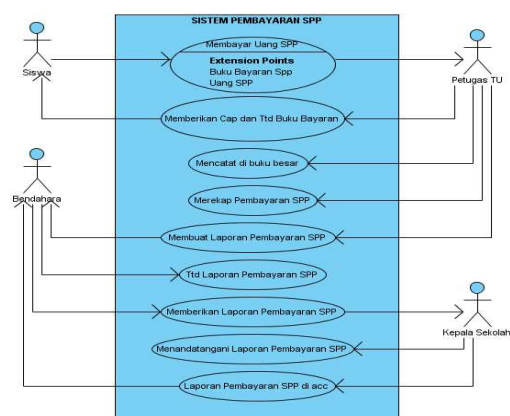 SISTEM PEMBAYARAN SPP
Membayar Uang SPP
Extension Points
Buku Bayaran Spp
Uang SPP
Siswa
Petugas TU
Memberikan Cap dan Ttd Buku Bayaran
Mencatat di buku besar
Merekap Pembayaran SPP
Bendahara
Membuat Laporan Pembayaran SPP
Ttd Laporan Pembayaran SPP
Memberikan Laporan Pembayaran SPP
Kepala Sekolah
Menandatangani Laporan Pembayaran SPP
Laporan Pembayaran SPP di acc